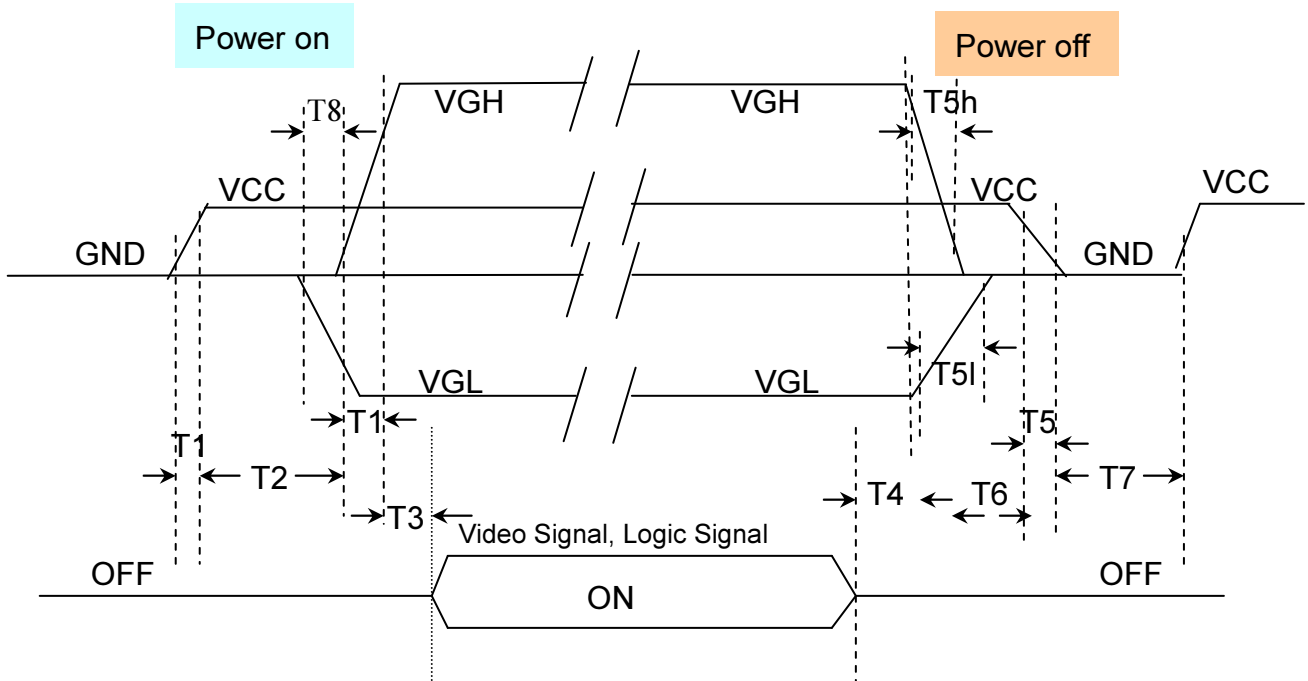 Power on
Power off
T8
VGH
VGH
T5h
VCC
VCC
VCC
GND
GND
VGL
VGL
T5l
T1
T1
T5
T2
T4
T6
T7
T3
Video Signal, Logic Signal
OFF
ON
OFF